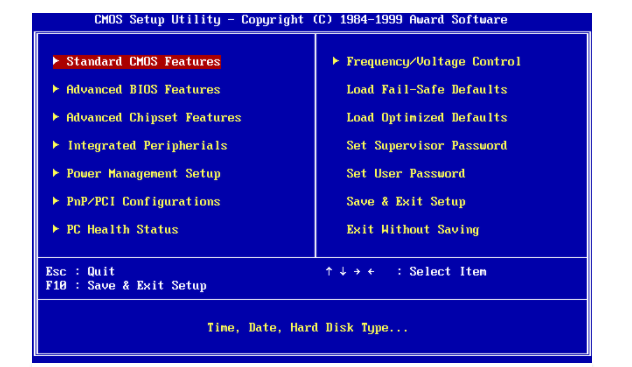 CMOS Setup Utility - Copyright (C) 1984-1999 Award Software
▶ Standard CMOS Features
▶ Advanced BIOS Features
▶ Advanced Chipset Features
▶ Integrated Peripherials
▶ Power Management Setup
▶ PnP/PCI Configurations
▶ PC Health Status
▶ Frequency/Voltage Control
Load Fail-Safe Defaults
Load Optimized Defaults
Set Supervisor Password
Set User Password
Save & Exit Setup
Exit Without Saving
Esc : Quit
F10 : Save & Exit Setup
↑ ↓ → ← : Select Item
Time, Date, Hard Disk Type...